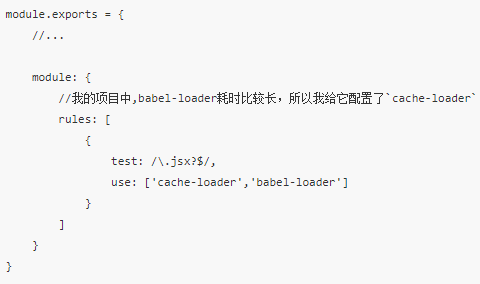 module.exports = {
    //...
    module: {
        //我的项目中,babel-loader耗时比较长，所以我给它配置了`cache-loader`
        rules: [
            {
                test: /\.jsx?$/,
                use: ['cache-loader','babel-loader']
            }
        ]
    }
}